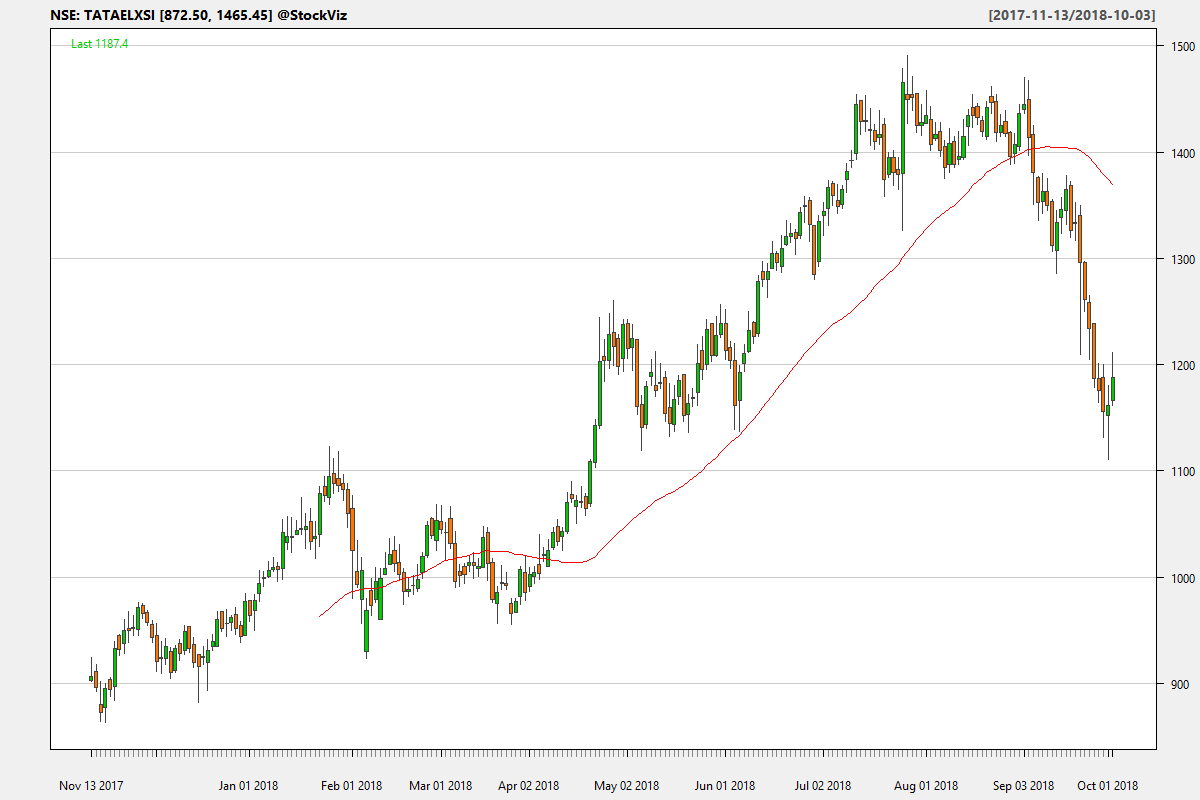 NSE: TATAELXSI [872.50, 1465.45] @StockViz
[2017-11-13/2018-10-03]
Last 1187.4
1500
1400
1300
1200
1100
1000
900
Nov 13 2017 Jan 01 2018 Feb 01 2018 Mar 01 2018 Apr 02 2018 May 02 2018 Jun 01 2018 Jul 02 2018 Aug 01 2018 Sep 03 2018 Oct 01 2018